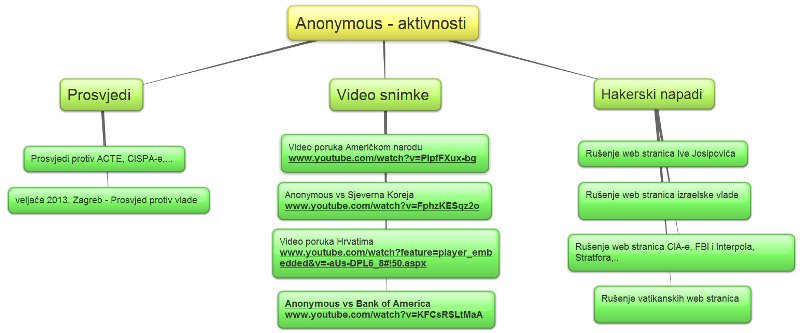 Anonymous - aktivnosti
Prosvjedi
Prosvjedi protiv ACTE, CISPA-e,...
veljača 2013. Zagreb - Prosvjed protiv vlade
Video snimke
Video poruka Američkom narodu
www.youtube.com/watch?v=PlpfFXux-bg
Anonymous vs Sjeverna Koreja
www.youtube.com/watch?v=FphzKESqz2o
Video poruka Hrvatima
www.youtube.com/watch?feature=player_emb
edded&v=-aUs-DPL6_8#!50.aspx
Anonymous vs Bank of America
www.youtube.com/watch?v=KFCsRSLtMaA
Hakerski napadi
Rušenje web stranica Ive Josipovića
Rušenje web stranica izraelske vlade
Rušenje web stranica CIA-e, FBI i Interpola,
Stratfora,..
Rušenje vatikanskih web stranica